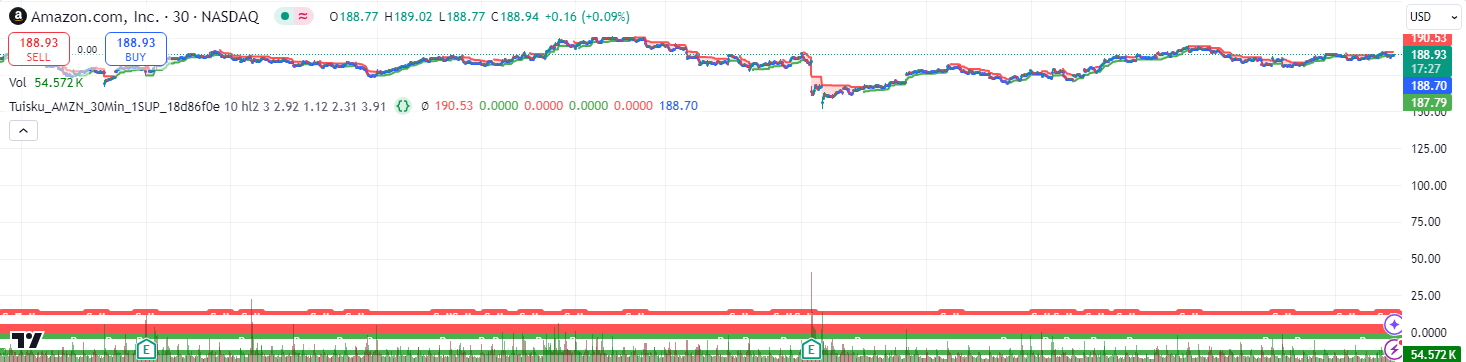 Amazon.com, Inc. · 30 · NASDAQ O188.77 H189.02 L188.77 C188.94 +0.16 (+0.09%)
USD
188.93 SELL
0.00
188.93 BUY
Vol 54.572 K
Tuisku_AMZN_30Min_1SUP_18d86f0e 10 hl2 3 2.92 1.12 2.31 3.91 {} Ø 190.53 0.0000 0.0000 0.0000 0.0000 188.70
190.53
188.93
17:27
188.70
187.79
150.00
125.00
100.00
75.00
50.00
25.00
0.0000
54.572 K
E
E